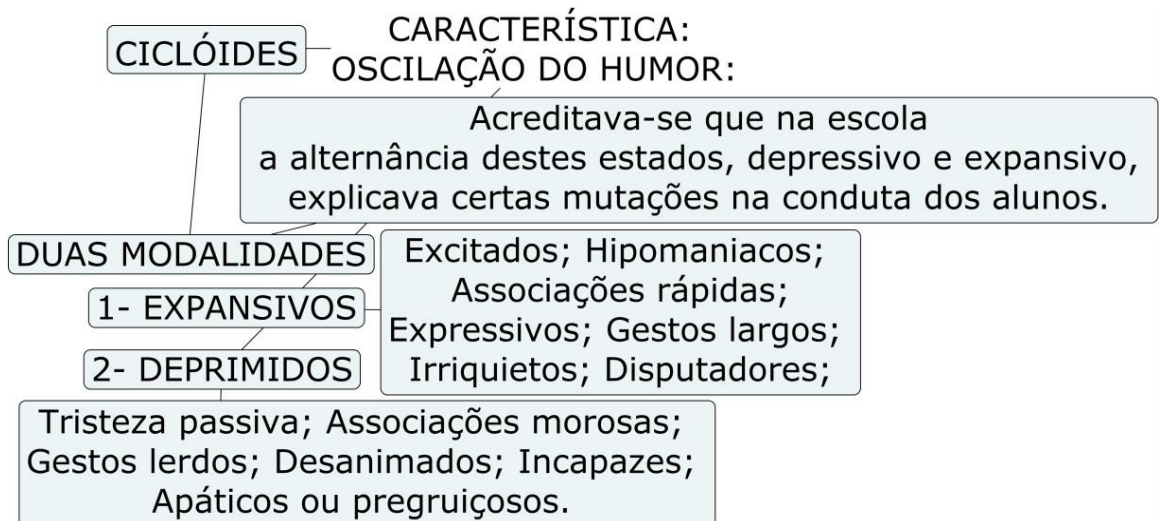 CICLÓIDES
CARACTERÍSTICA:
OSCILAÇÃO DO HUMOR:
Acreditava-se que na escola
a alternância destes estados, depressivo e expansivo,
explicava certas mutações na conduta dos alunos.
DUAS MODALIDADES
1- EXPANSIVOS
Excitados; Hipomaniacos;
Associações rápidas;
Expressivos; Gestos largos;
Irriquietos; Disputadores;
2- DEPRIMIDOS
Tristeza passiva; Associações morosas;
Gestos lerdos; Desanimados; Incapazes;
Apáticos ou pregruiçosos.